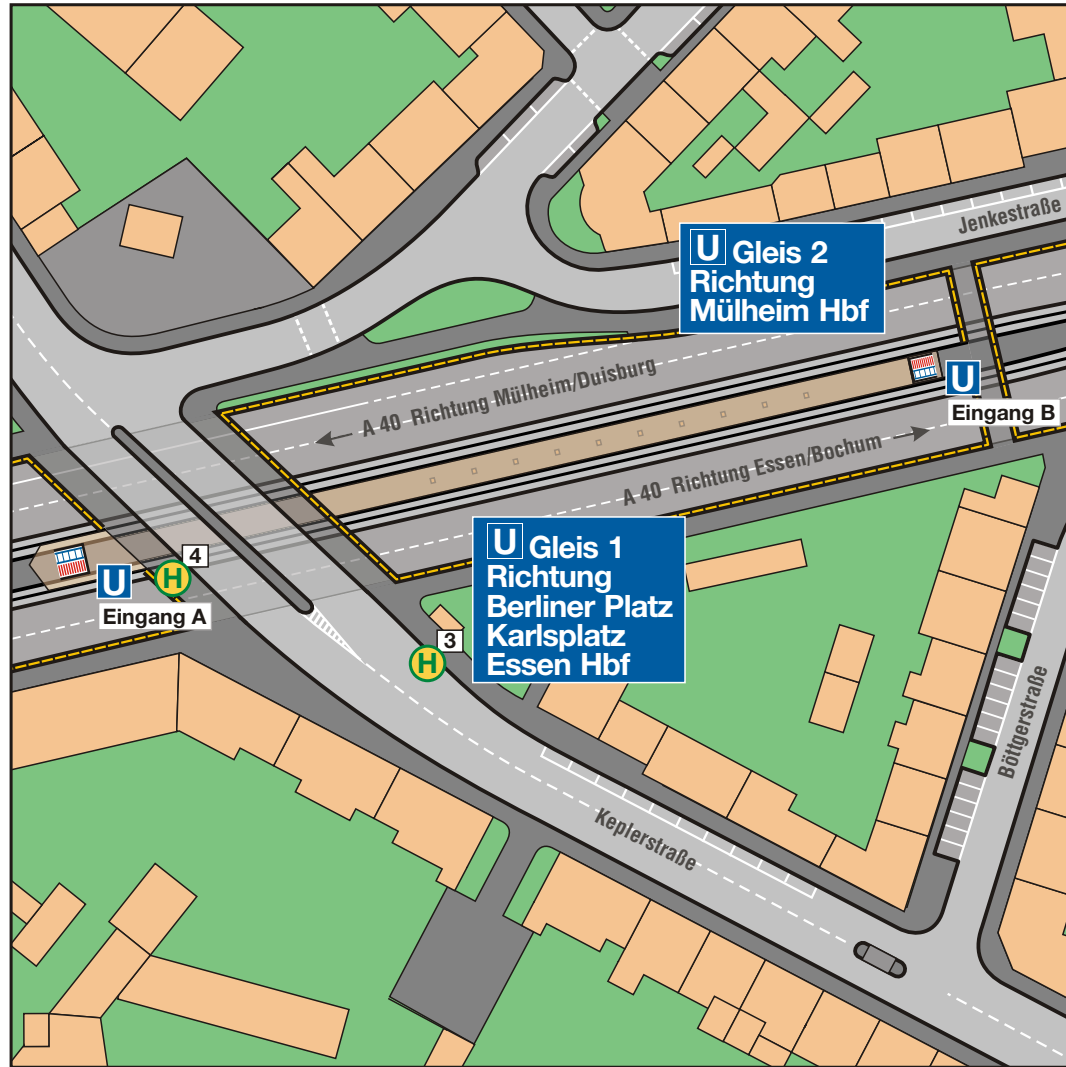 Jenkestraße
U Gleis 2
Richtung
Mülheim Hbf
A 40 Richtung Mülheim/Duisburg
U
Eingang B
A 40 Richtung Essen/Bochum
U Gleis 1
Richtung
Berliner Platz
Karlsplatz
Essen Hbf
4
H
U
Eingang A
3
H
Böttgerstraße
Keplerstraße